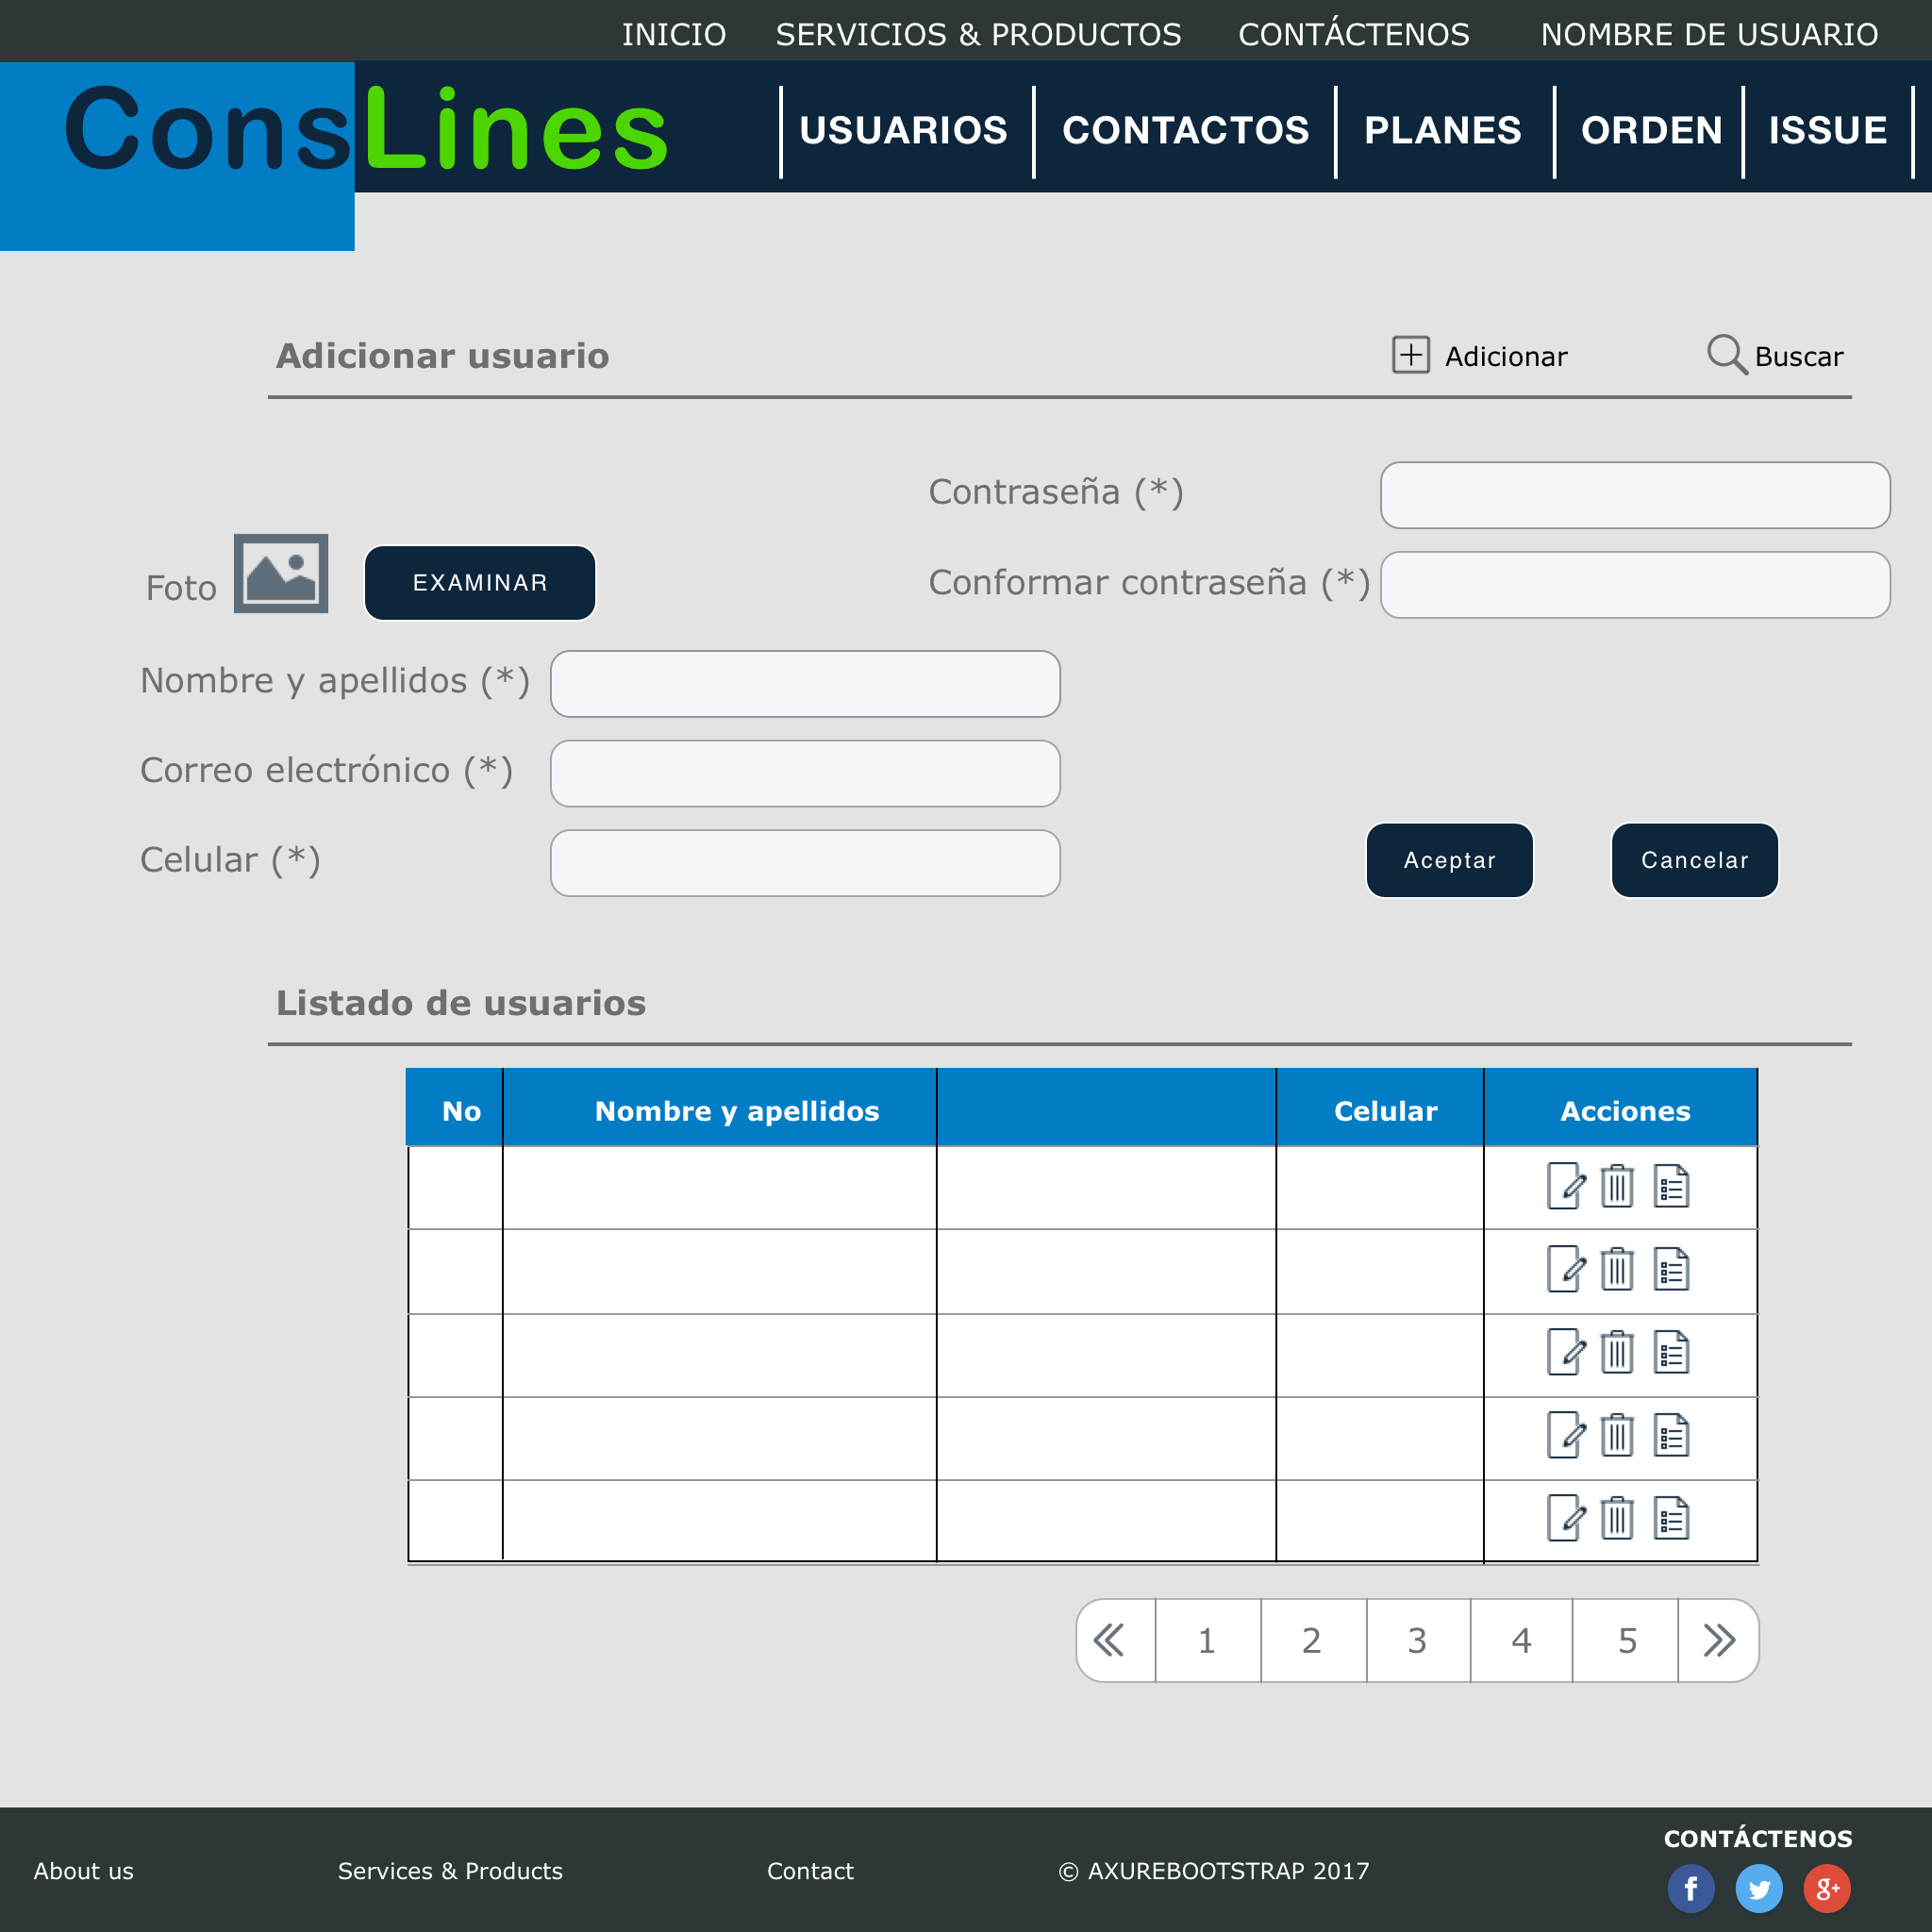 INICIO SERVICIOS & PRODUCTOS CONTÁCTENOS NOMBRE DE USUARIO
ConsLines USUARIOS CONTACTOS PLANES ORDEN ISSUE
Adicionar usuario Adicionar Buscar
Contraseña (*)
Foto EXAMINAR Conformar contraseña (*)
Nombre y apellidos (*)
Correo electrónico (*)
Celular (*) Aceptar Cancelar
Listado de usuarios
No Nombre y apellidos Celular Acciones
1 2 3 4 5
CONTÁCTENOS
About us Services & Products Contact © AXUREBOOTSTRAP 2017
f g+